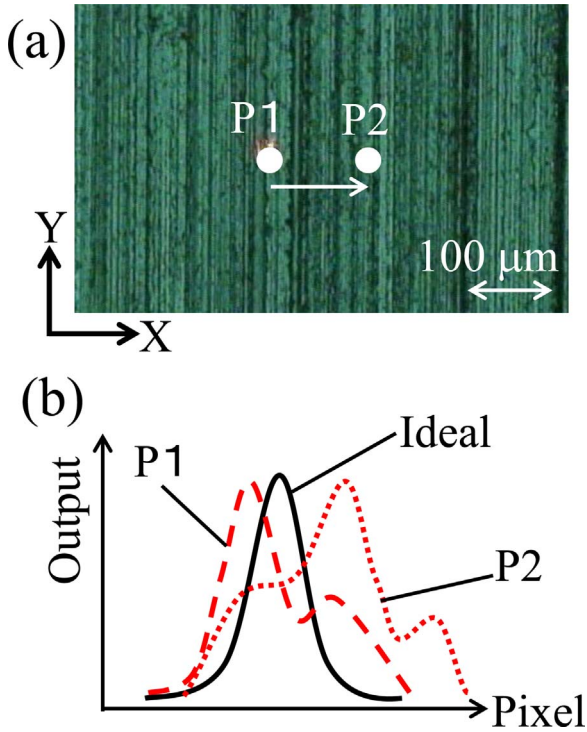 (a)
P1 P2
100 μm
Y
X
(b)
Ideal
P1
Output
P2
Pixel